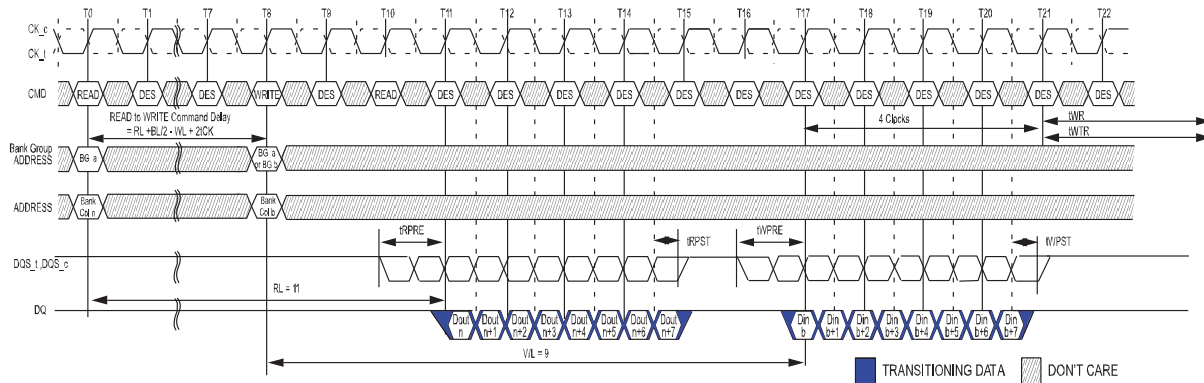 T0 T1 T7 T8 T9 T10 T11 T12 T13 T14 T15 T16 T17 T18 T19 T20 T21 T22
CK_c
CK_t
CMD READ DES DES WRITE DES READ DES DES DES DES DES DES DES DES DES DES DES DES
READ to WRITE Command Delay
= RL +BL/2 - WL + 2tCK
4 Clocks
tWR
tWTR
Bank Group
ADDRESS
BG a
BG a
or BG b
ADDRESS
Bank
Col n
Bank
Col b
tRPRE tRPST tWPRE tWPST
DQS_t,DQS_c
RL = 11
DQ
Dout
n
Dout
n+1
Dout
n+2
Dout
n+3
Dout
n+4
Dout
n+5
Dout
n+6
Dout
n+7
Din
b
Din
b+1
Din
b+2
Din
b+3
Din
b+4
Din
b+5
Din
b+6
Din
b+7
WL = 9
TRANSITIONING DATA DON'T CARE